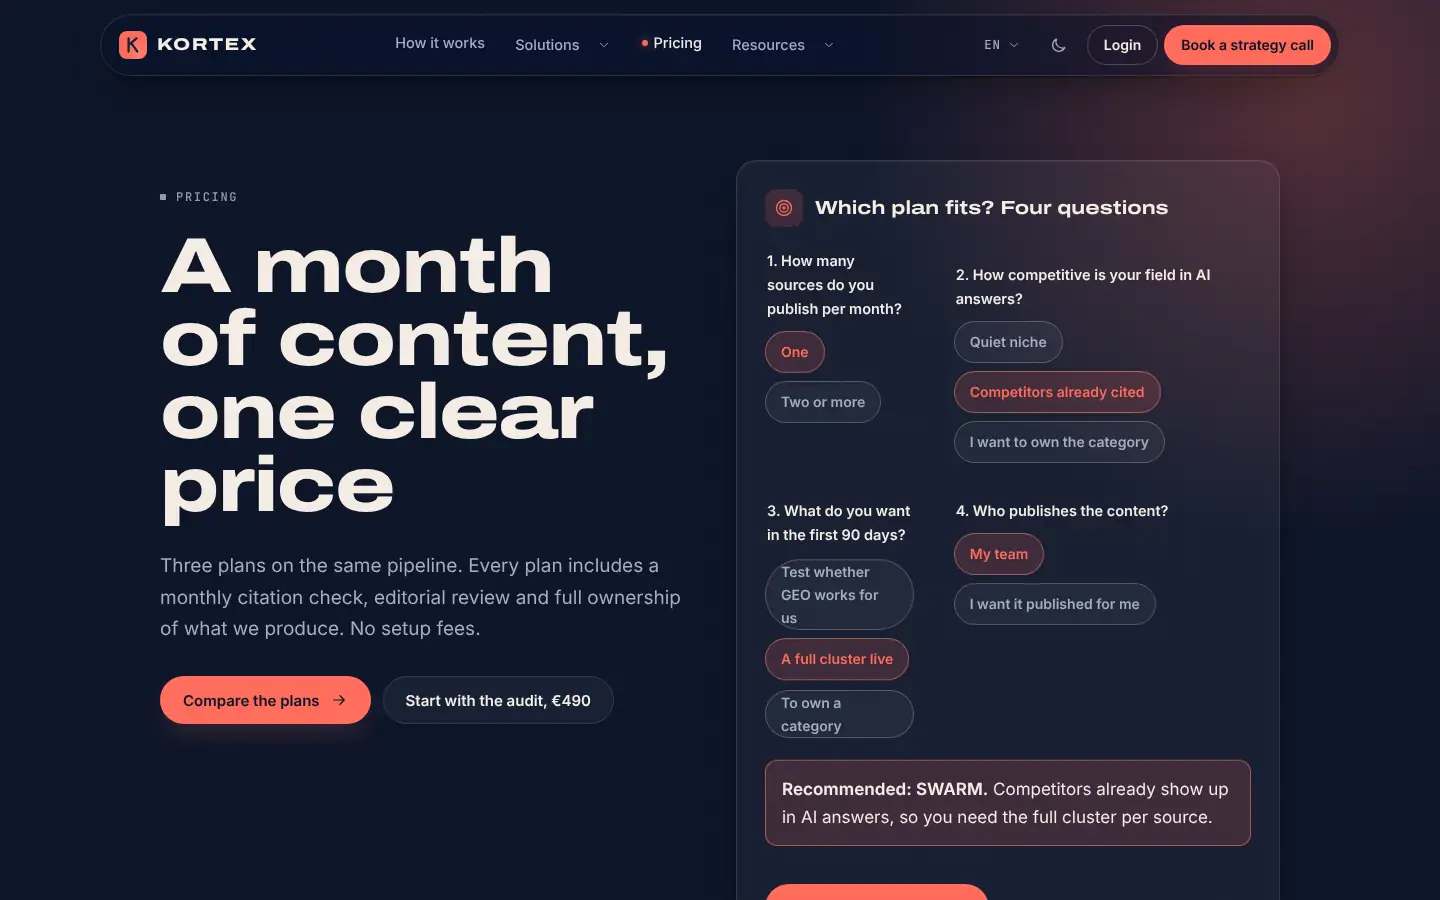 KORTEX
How it works
Solutions
Pricing
Resources
EN
Login
Book a strategy call
PRICING
A month
of content,
one clear
price
Three plans on the same pipeline. Every plan includes a
monthly citation check, editorial review and full ownership
of what we produce. No setup fees.
Compare the plans →
Start with the audit, €490
Which plan fits? Four questions
1. How many
sources do you
publish per month?
One
Two or more
2. How competitive is your field in AI
answers?
Quiet niche
Competitors already cited
I want to own the category
3. What do you want
in the first 90 days?
Test whether
GEO works for
us
A full cluster live
To own a
category
4. Who publishes the content?
My team
I want it published for me
Recommended: SWARM. Competitors already show up
in AI answers, so you need the full cluster per source.